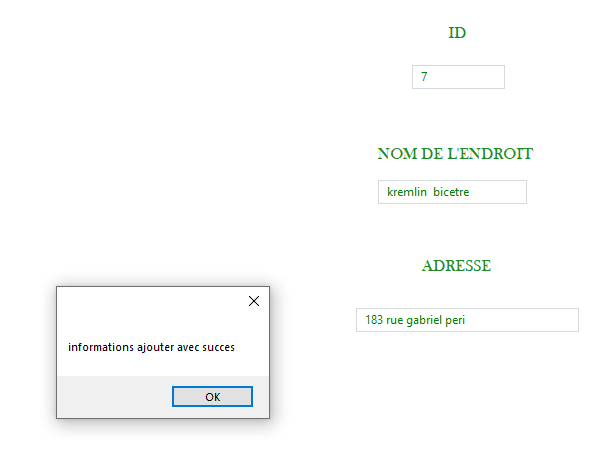 ID
7
NOM DE L'ENDROIT
kremlin  bicetre
ADRESSE
183 rue gabriel peri
informations ajouter avec succes
OK